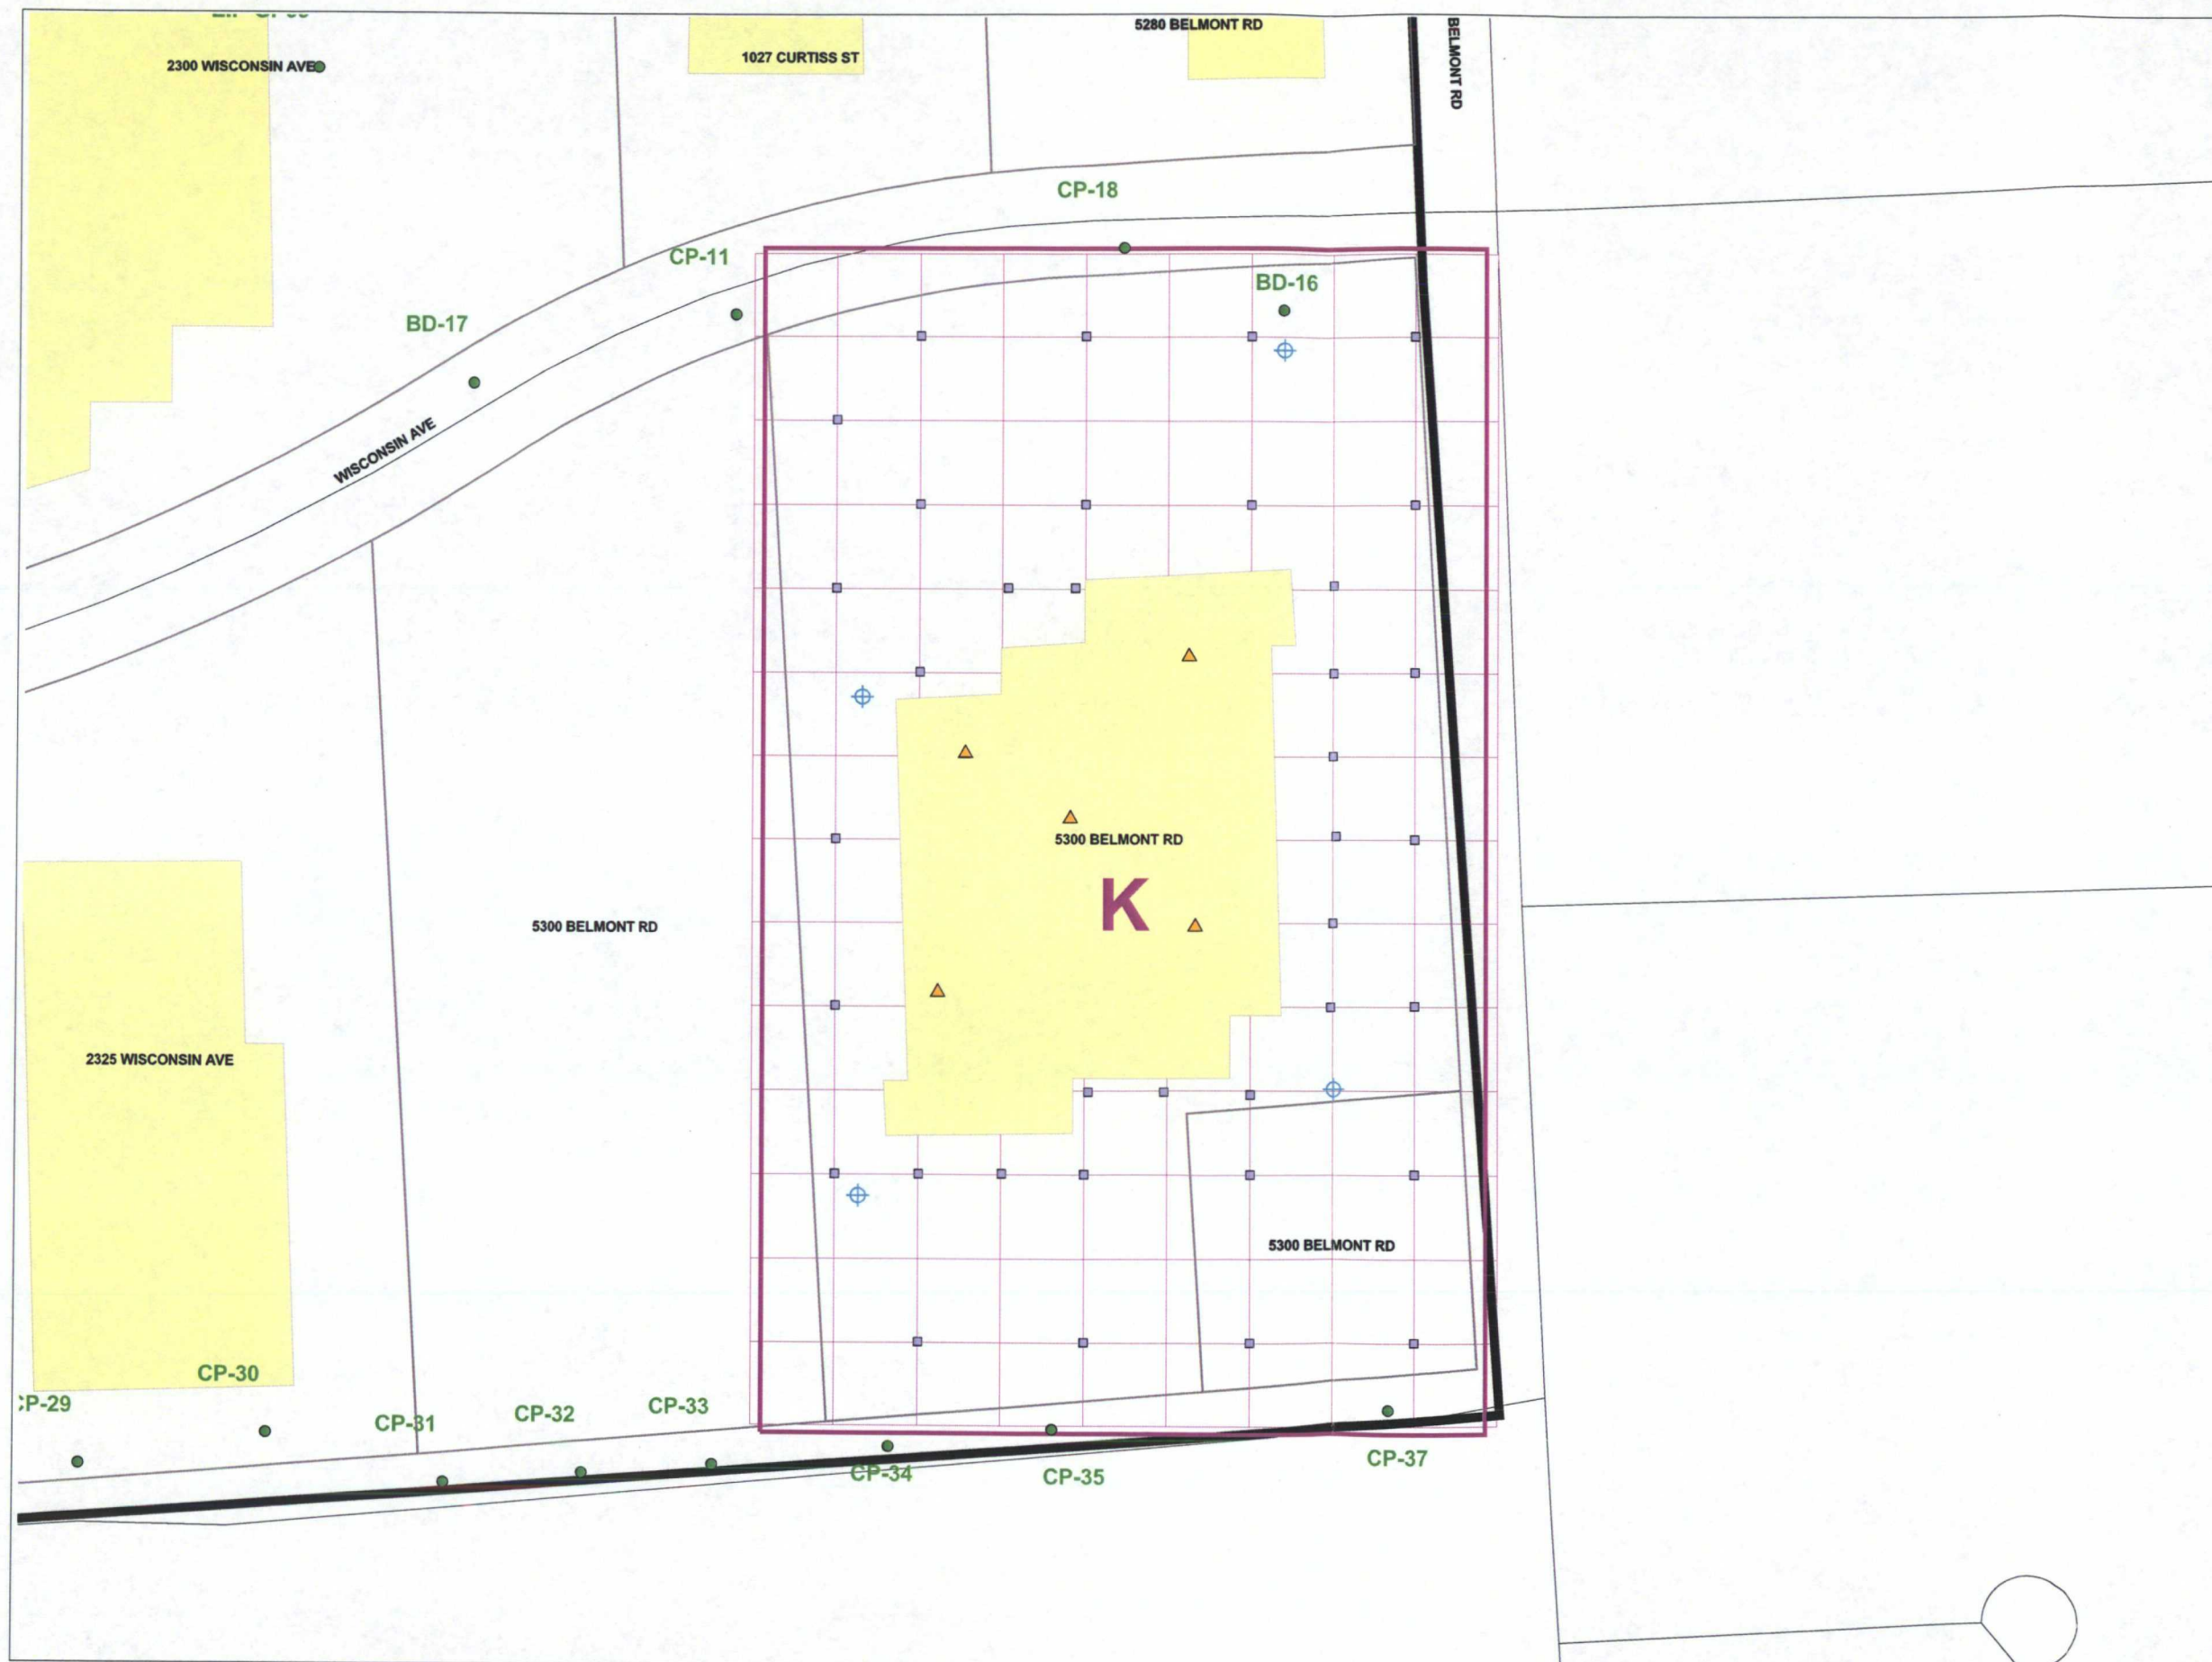 5280 BELMONT RD
BELMONT RD
1027 CURTISS ST
2300 WISCONSIN AVE
CP-18
CP-11
BD-16
BD-17
WISCONSIN AVE
5300 BELMONT RD
K
5300 BELMONT RD
2325 WISCONSIN AVE
5300 BELMONT RD
CP-30
CP-29
CP-33
CP-32
CP-31
CP-37
CP-34
CP-35